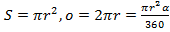 S = πr², o = 2πr = πr²α/360